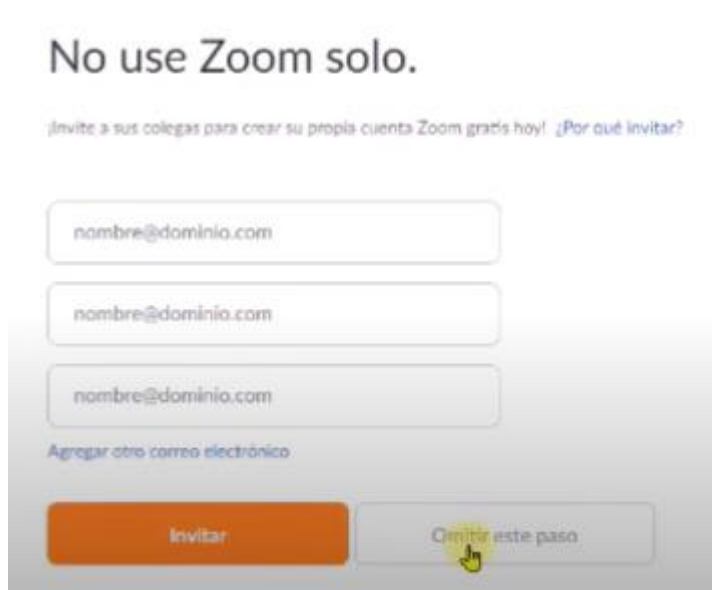 No use Zoom solo.
¡Invite a sus colegas para crear su propia cuenta Zoom gratis hoy! ¿Por qué invitar?
nombre@dominio.com
nombre@dominio.com
nombre@dominio.com
Agregar otro correo electrónico
Invitar Omitir este paso